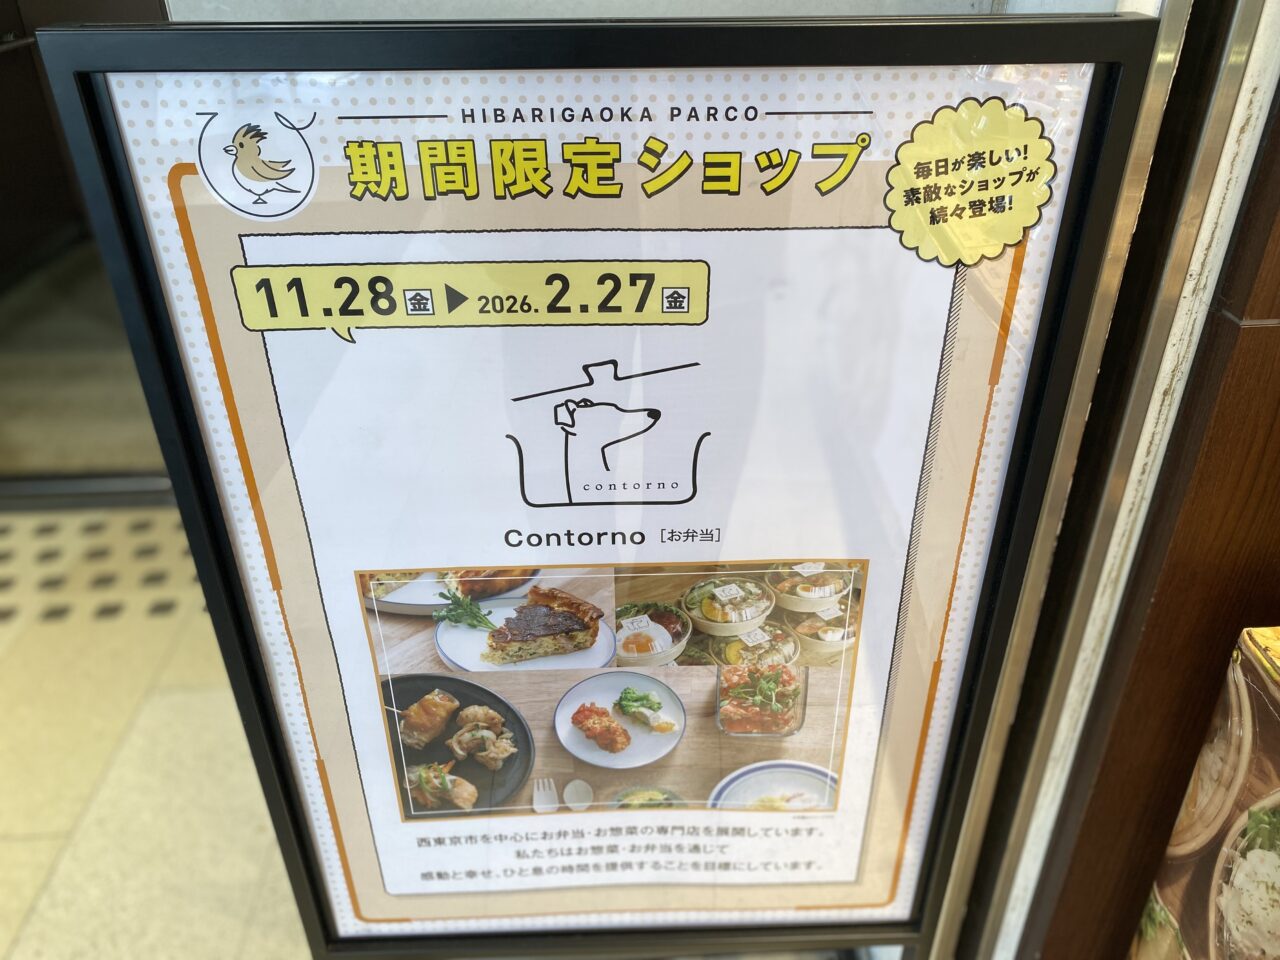 HIBARIGAOKA PARCO
期間限定ショップ
毎日が楽しい!
素敵なショップが
続々登場!
11.28金▶2026.2.27金
contorno
Contorno [お弁当]
西東京市を中心にお弁当・お惣菜の専門店を展開しています。
私たちはお惣菜・お弁当を通じて
感動と幸せ、ひと息の時間を提供することを目標にしています。